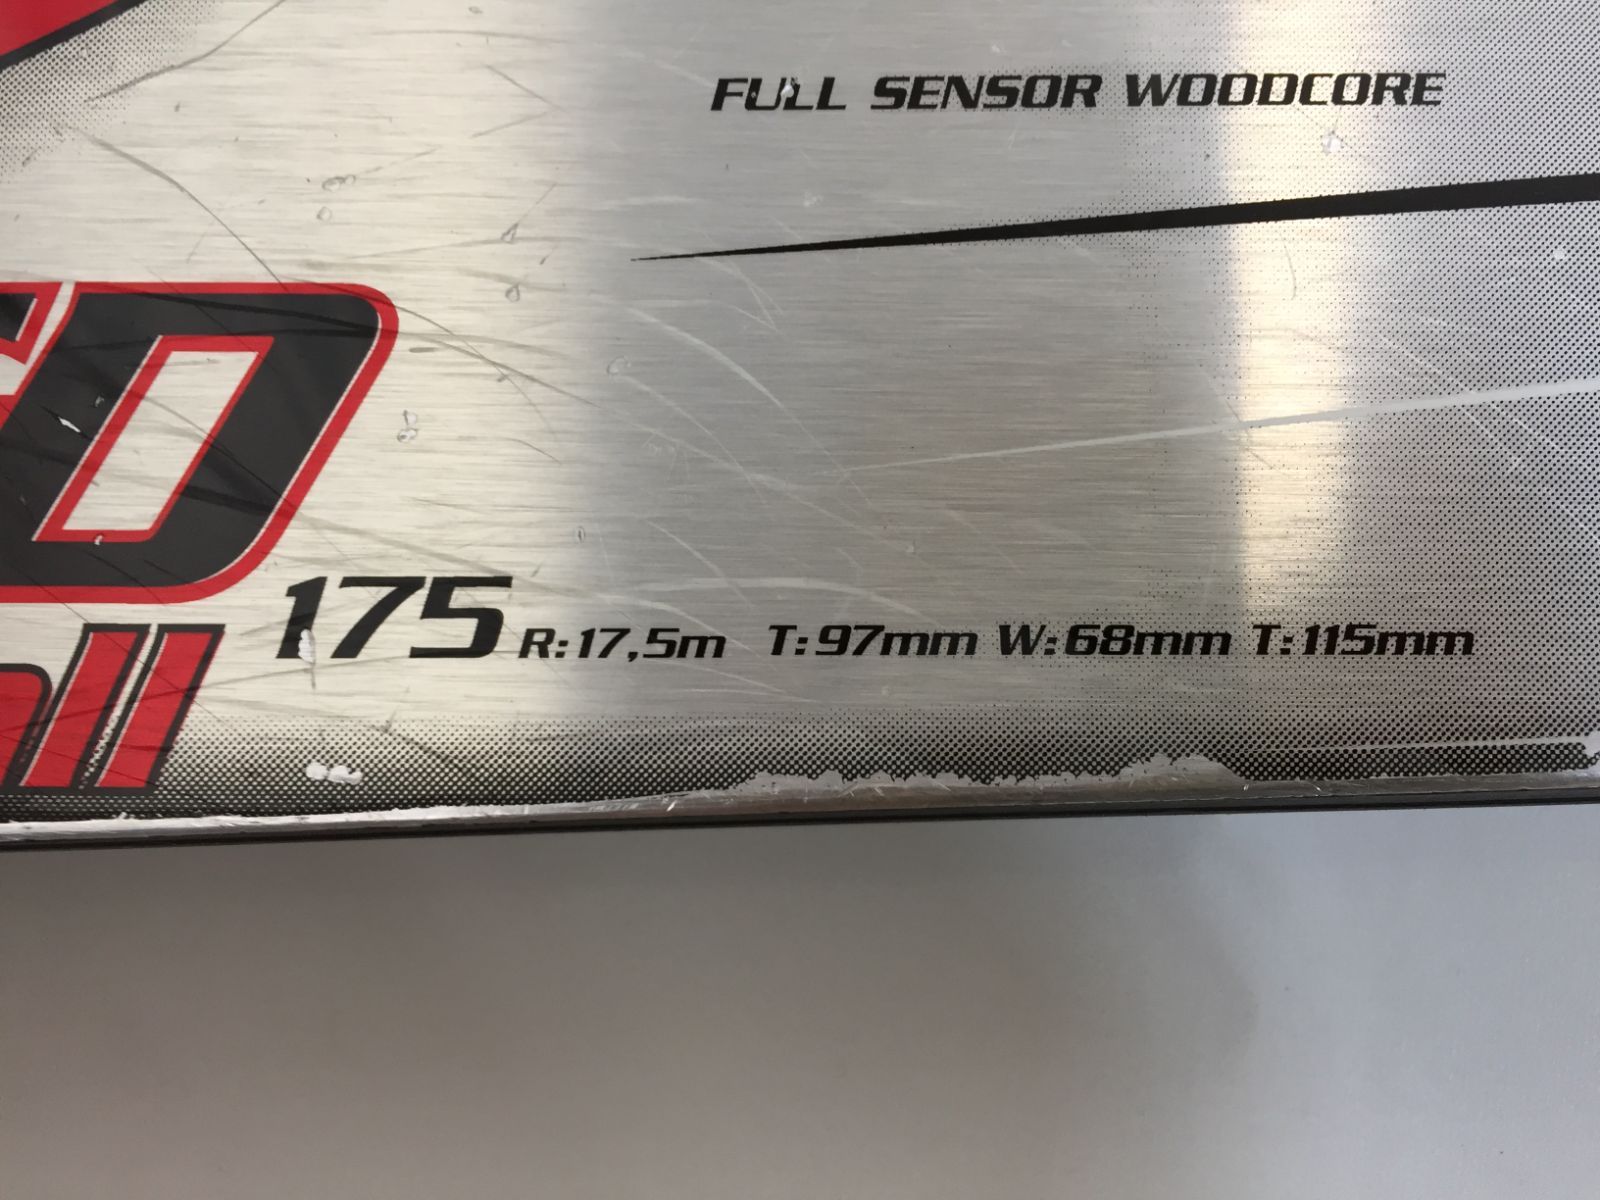 FULL SENSOR WOODCORE
175 R:17,5m T:97mm W:68mm T:115mm